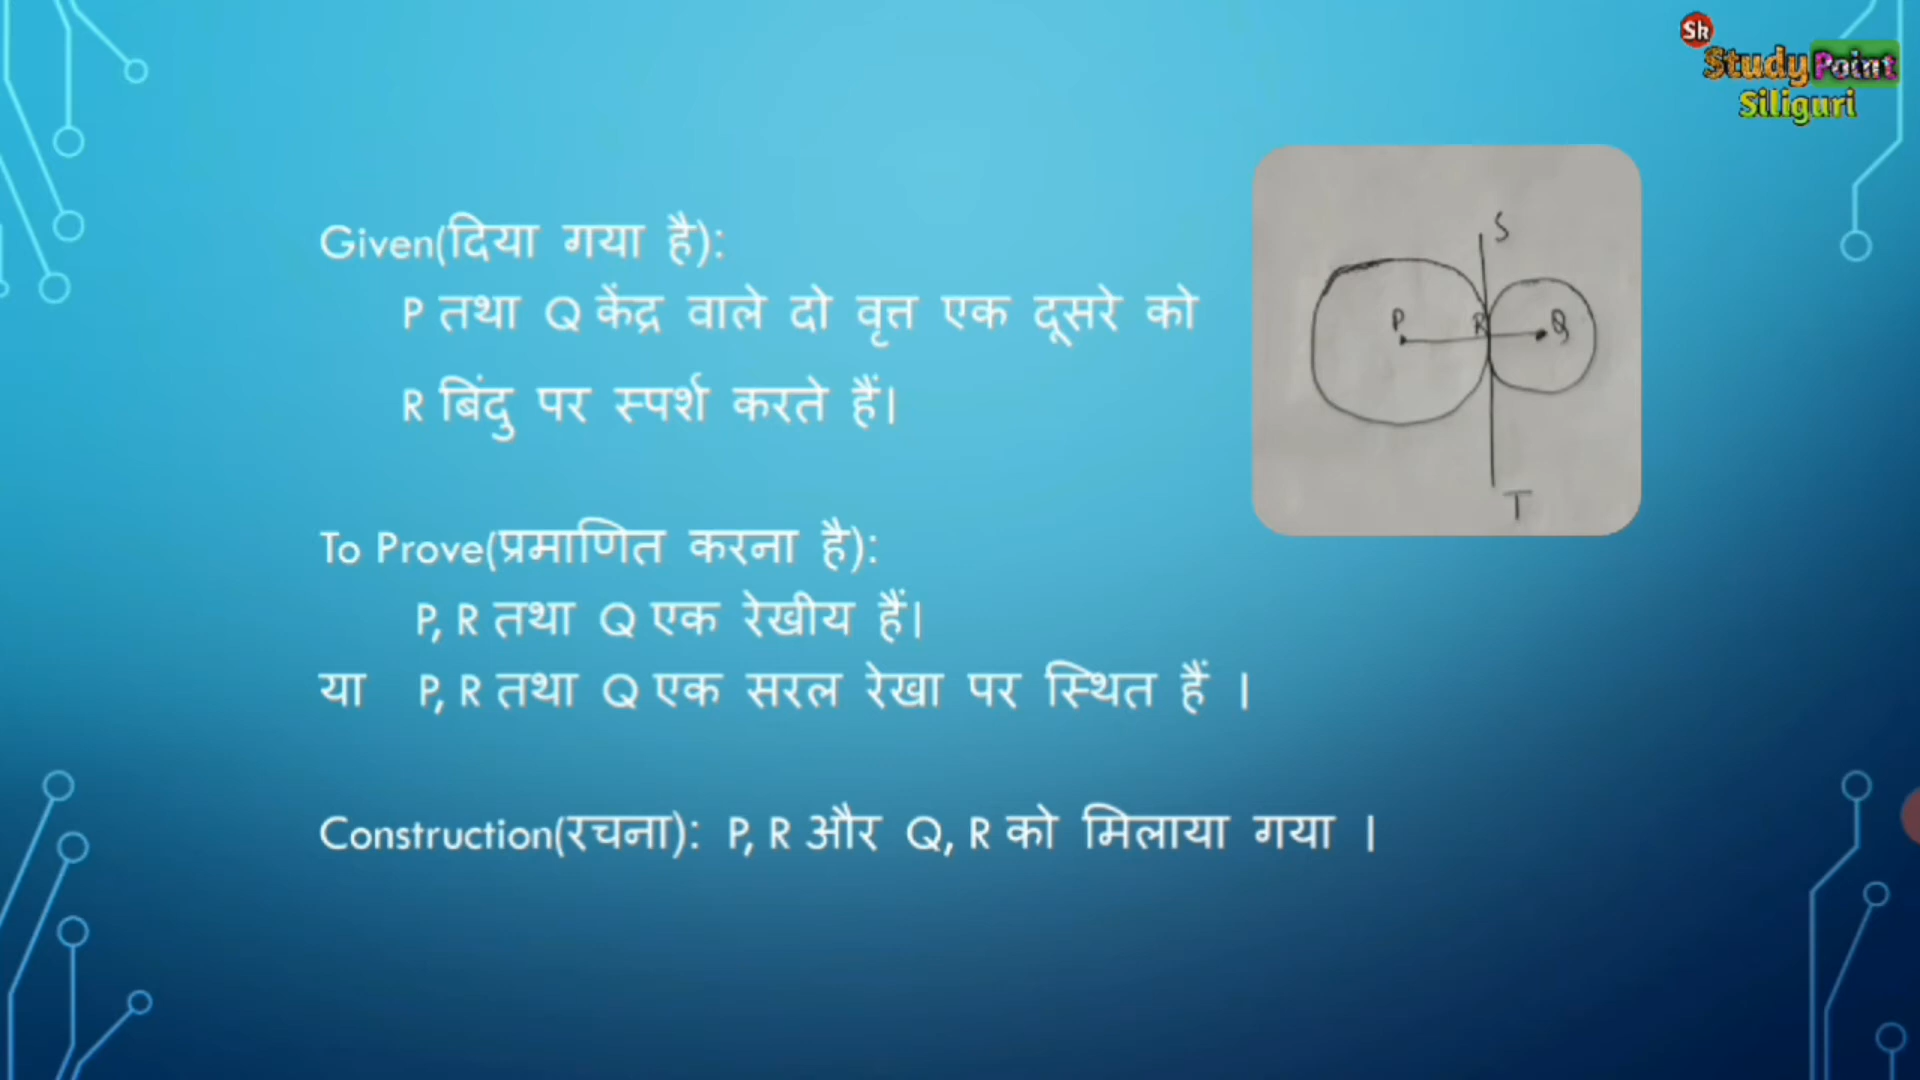 Sk
Study Point
Siliguri
Given(दिया गया है):
P तथा Q केंद्र वाले दो वृत्त एक दूसरे को
R बिंदु पर स्पर्श करते हैं।
S
P
R
Q
T
To Prove(प्रमाणित करना है):
P, R तथा Q एक रेखीय हैं।
या P, R तथा Q एक सरल रेखा पर स्थित हैं ।
Construction(रचना): P, R और Q, R को मिलाया गया ।